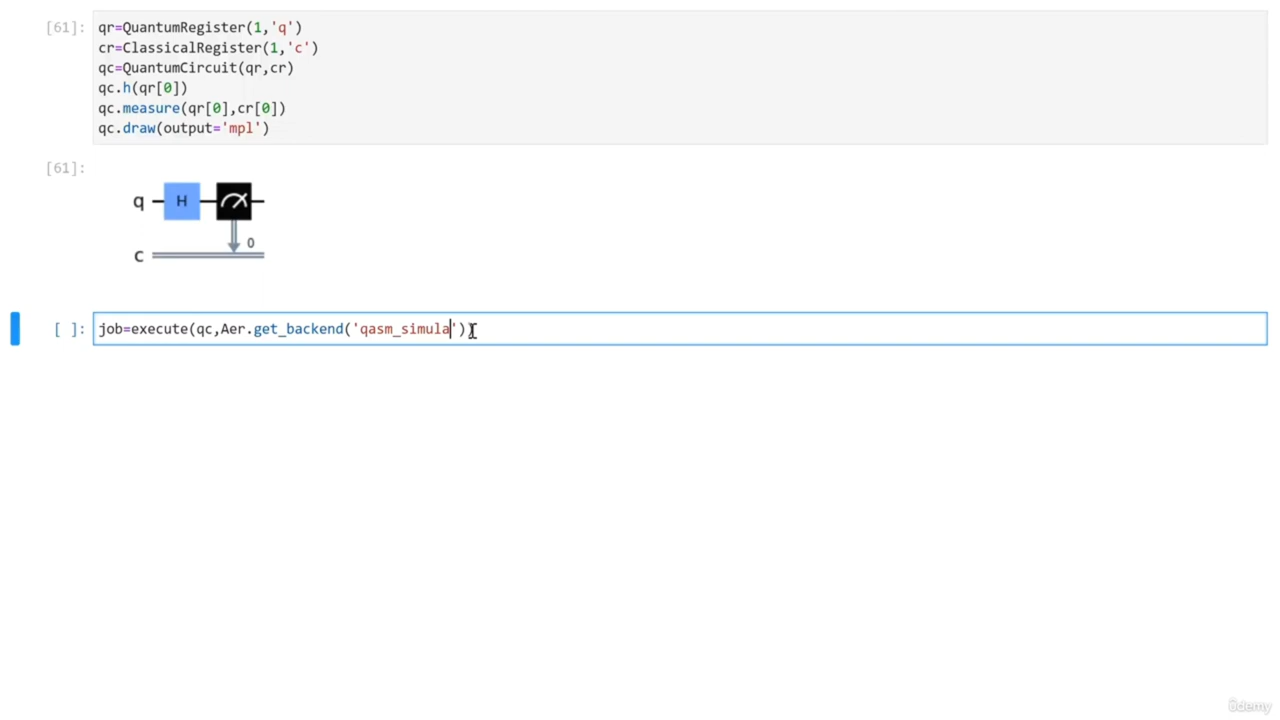 [61]: qr=QuantumRegister(1,'q')
cr=ClassicalRegister(1,'c')
qc=QuantumCircuit(qr,cr)
qc.h(qr[0])
qc.measure(qr[0],cr[0])
qc.draw(output='mpl')
[61]:
q H
0
c
[ ]: job=execute(qc,Aer.get_backend('qasm_simula'))
ûdemy